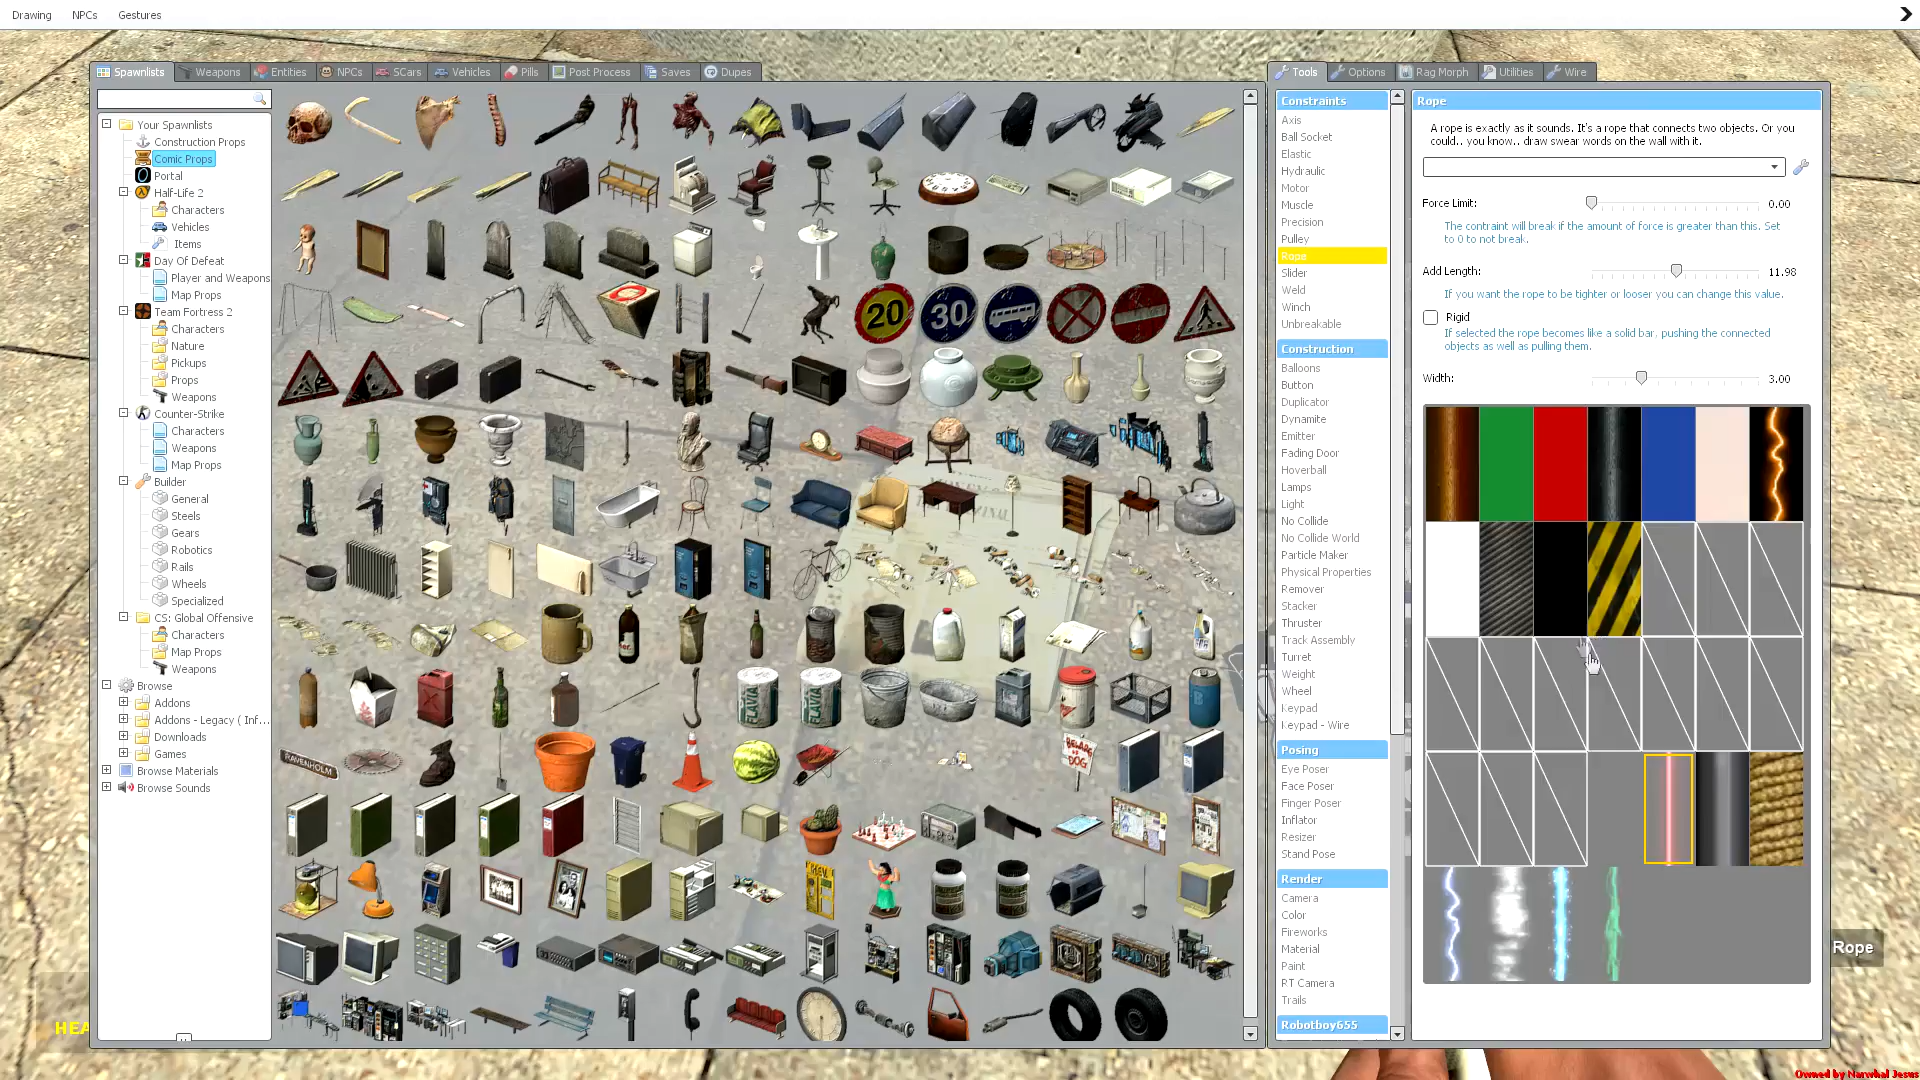 Drawing NPCs Gestures
Spawnlists Weapons Entities NPCs SCars Vehicles Pills Post Process Saves Dupes
Your Spawnlists
Construction Props
Comic Props
Portal
Half-Life 2
Characters
Vehicles
Items
Day Of Defeat
Player and Weapons
Map Props
Team Fortress 2
Characters
Nature
Pickups
Props
Weapons
Counter-Strike
Characters
Weapons
Map Props
Builder
General
Steels
Gears
Robotics
Rails
Wheels
Specialized
CS: Global Offensive
Characters
Map Props
Weapons
Browse
Addons
Addons - Legacy ( Inf...
Downloads
Games
Browse Materials
Browse Sounds
20
30
RAVENHOLM
BEWARE
DOG
HEA
Tools Options Rag Morph Utilities Wire
Constraints
Axis
Ball Socket
Elastic
Hydraulic
Motor
Muscle
Precision
Pulley
Rope
Slider
Weld
Winch
Unbreakable
Construction
Balloons
Button
Duplicator
Dynamite
Emitter
Fading Door
Hoverball
Lamps
Light
No Collide
No Collide World
Particle Maker
Physical Properties
Remover
Stacker
Thruster
Track Assembly
Turret
Weight
Wheel
Keypad
Keypad - Wire
Posing
Eye Poser
Face Poser
Finger Poser
Inflator
Resizer
Stand Pose
Render
Camera
Color
Fireworks
Material
Paint
RT Camera
Trails
Robotboy655
Rope
A rope is exactly as it sounds. It's a rope that connects two objects. Or you
could.. you know.. draw swear words on the wall with it.
Force Limit: 0.00
The contraint will break if the amount of force is greater than this. Set
to 0 to not break.
Add Length: 11.98
If you want the rope to be tighter or looser you can change this value.
Rigid
If selected the rope becomes like a solid bar, pushing the connected
objects as well as pulling them.
Width: 3.00
Rope
Owned by Narwhal Jesus